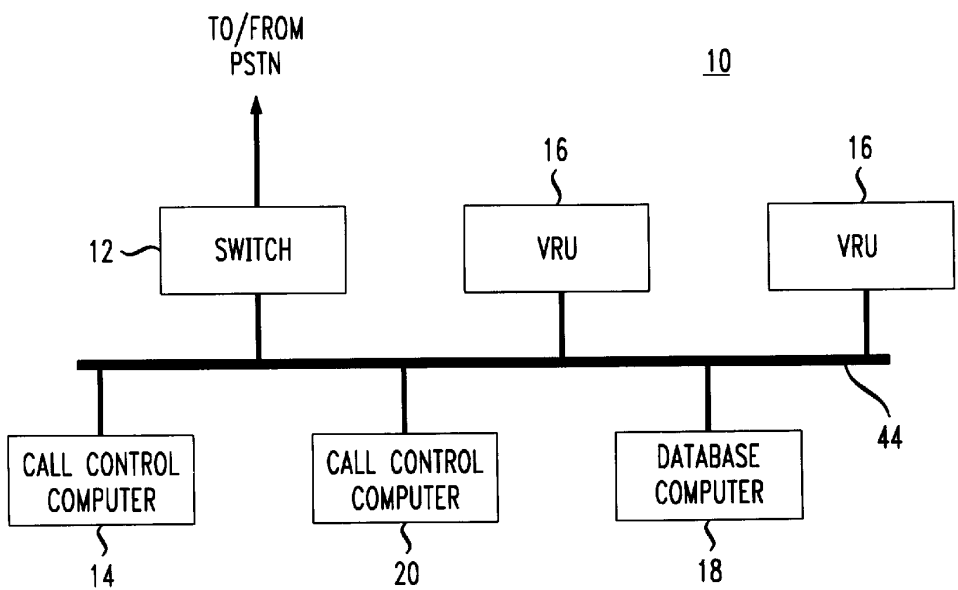 TO/FROM
PSTN
10
16
16
12
SWITCH
VRU
VRU
44
CALL CONTROL
COMPUTER
CALL CONTROL
COMPUTER
DATABASE
COMPUTER
14
20
18